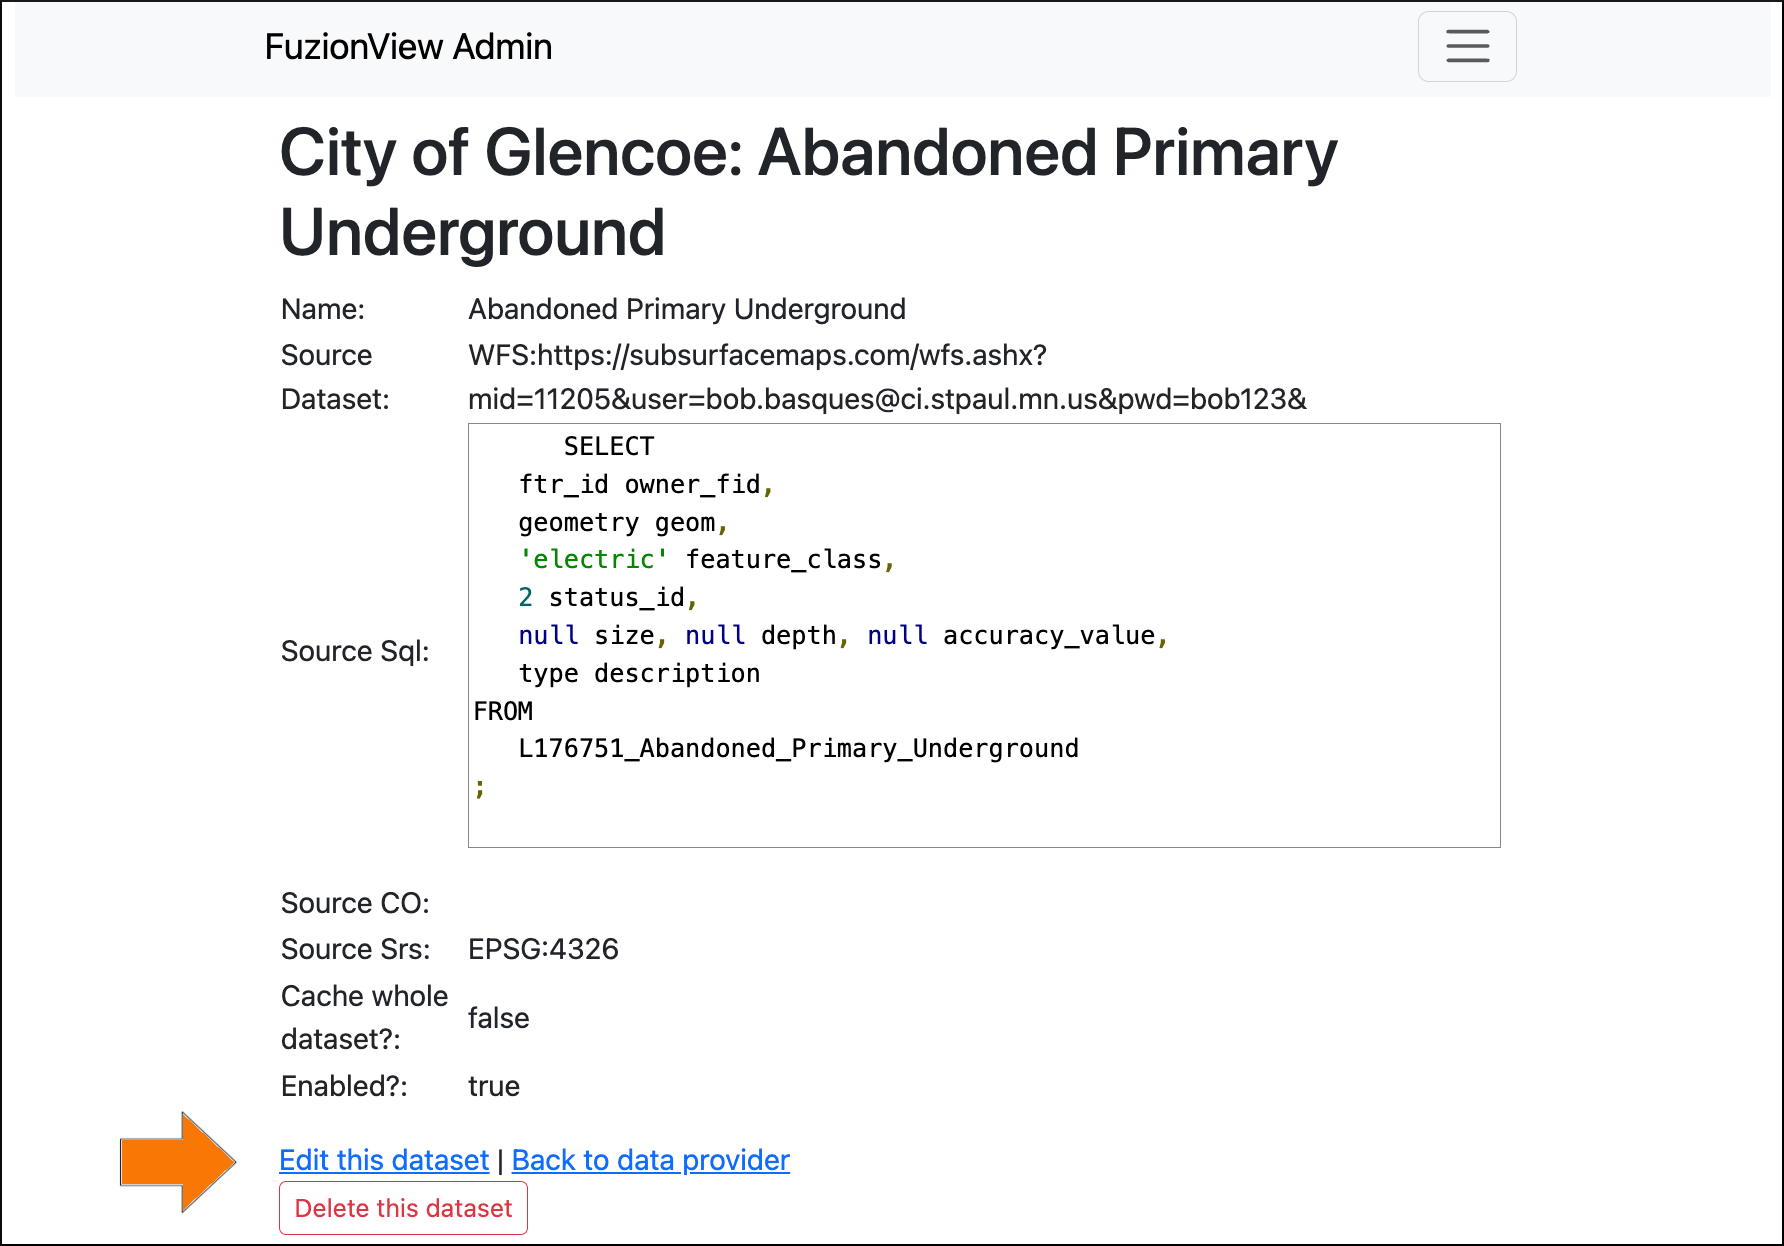 FuzionView Admin
City of Glencoe: Abandoned Primary
Underground
Name: Abandoned Primary Underground
Source WFS:https://subsurfacemaps.com/wfs.ashx?
Dataset: mid=11205&user=bob.basques@ci.stpaul.mn.us&pwd=bob123&
SELECT
ftr_id owner_fid,
geometry geom,
'electric' feature_class,
2 status_id,
null size, null depth, null accuracy_value,
Source Sql:
type description
FROM
L176751_Abandoned_Primary_Underground
;
Source CO:
Source Srs: EPSG:4326
Cache whole
dataset?: false
Enabled?: true
Edit this dataset | Back to data provider
Delete this dataset